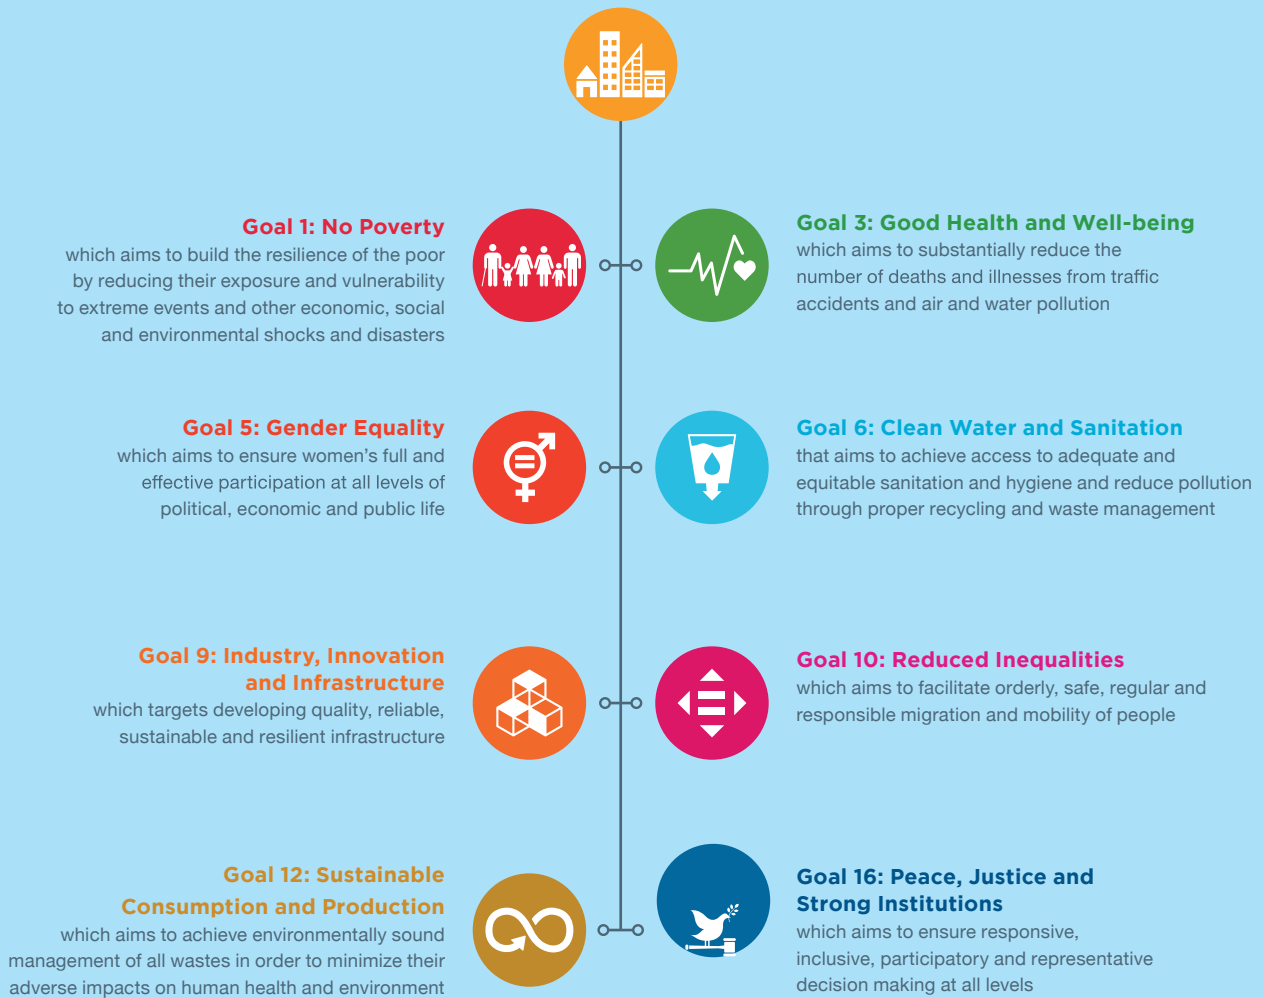 Goal 1: No Poverty
which aims to build the resilience of the poor
by reducing their exposure and vulnerability
to extreme events and other economic, social
and environmental shocks and disasters
Goal 3: Good Health and Well-being
which aims to substantially reduce the
number of deaths and illnesses from traffic
accidents and air and water pollution
Goal 5: Gender Equality
which aims to ensure women’s full and
effective participation at all levels of
political, economic and public life
Goal 6: Clean Water and Sanitation
that aims to achieve access to adequate and
equitable sanitation and hygiene and reduce pollution
through proper recycling and waste management
Goal 9: Industry, Innovation
and Infrastructure
which targets developing quality, reliable,
sustainable and resilient infrastructure
Goal 10: Reduced Inequalities
which aims to facilitate orderly, safe, regular and
responsible migration and mobility of people
Goal 12: Sustainable
Consumption and Production
which aims to achieve environmentally sound
management of all wastes in order to minimize their
adverse impacts on human health and environment
Goal 16: Peace, Justice and
Strong Institutions
which aims to ensure responsive,
inclusive, participatory and representative
decision making at all levels